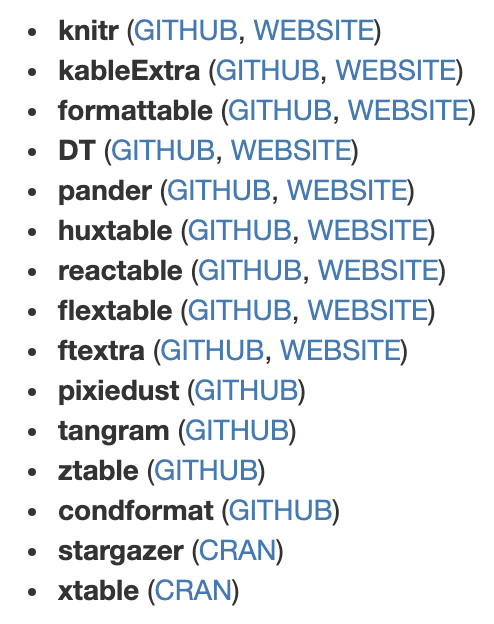 • knitr (GITHUB, WEBSITE)
• kableExtra (GITHUB, WEBSITE)
• formattable (GITHUB, WEBSITE)
• DT (GITHUB, WEBSITE)
• pander (GITHUB, WEBSITE)
• huxtable (GITHUB, WEBSITE)
• reactable (GITHUB, WEBSITE)
• flextable (GITHUB, WEBSITE)
• ftextra (GITHUB, WEBSITE)
• pixiedust (GITHUB)
• tangram (GITHUB)
• ztable (GITHUB)
• condformat (GITHUB)
• stargazer (CRAN)
• xtable (CRAN)